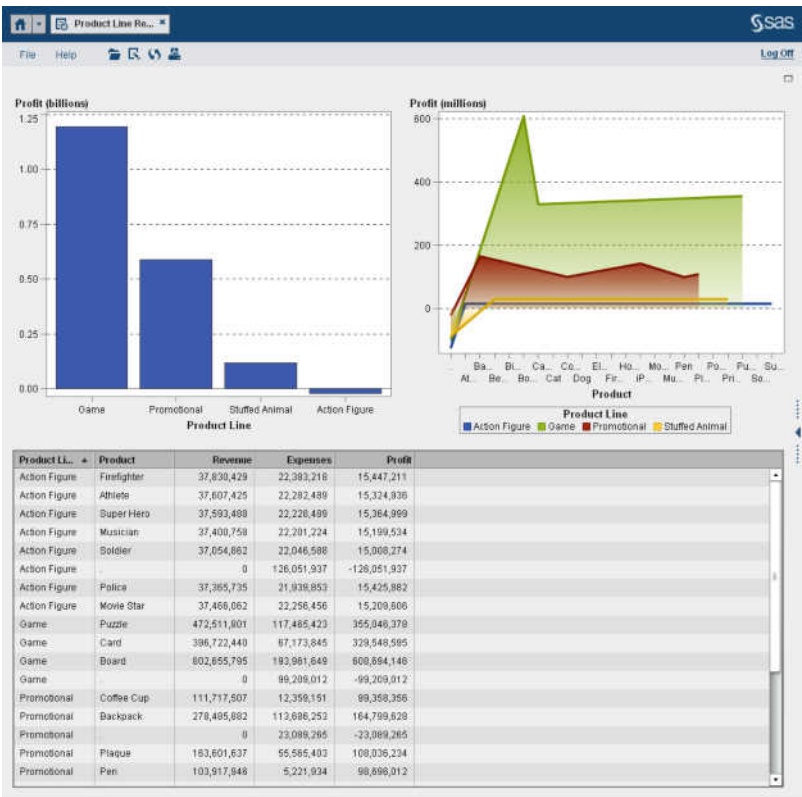 Product Line Re...
sas
File Help
Log Off
Profit (billions)
1.25
1.00
0.75
0.50
0.25
0.00
Game Promotional Stuffed Animal Action Figure
Product Line
Profit (millions)
600
400
200
0
. Ba... Bi... Ca... Co... El... Ho... Mo... Pen Po... Pu... Su...
At... Be... Bo... Cat Dog Fir... iP... Mu... Pl... Pri... So...
Product
Product Line
Action Figure Game Promotional Stuffed Animal
Product Li... Product Revenue Expenses Profit
Action Figure Firefighter 37,830,429 22,383,218 15,447,211
Action Figure Athlete 37,607,425 22,282,489 15,324,936
Action Figure Super Hero 37,593,488 22,228,489 15,364,999
Action Figure Musician 37,400,758 22,201,224 15,199,534
Action Figure Soldier 37,054,862 22,046,588 15,008,274
Action Figure . 0 126,051,937 -126,051,937
Action Figure Police 37,365,735 21,939,853 15,425,882
Action Figure Movie Star 37,466,062 22,256,456 15,209,606
Game Puzzle 472,511,801 117,465,423 355,046,378
Game Card 396,722,440 67,173,845 329,548,595
Game Board 802,655,795 193,961,649 608,694,146
Game . 0 99,209,012 -99,209,012
Promotional Coffee Cup 111,717,507 12,359,151 99,358,356
Promotional Backpack 278,485,882 113,686,253 164,799,628
Promotional . 0 23,089,265 -23,089,265
Promotional Plaque 163,601,637 55,565,403 108,036,234
Promotional Pen 103,917,946 5,221,934 98,696,012